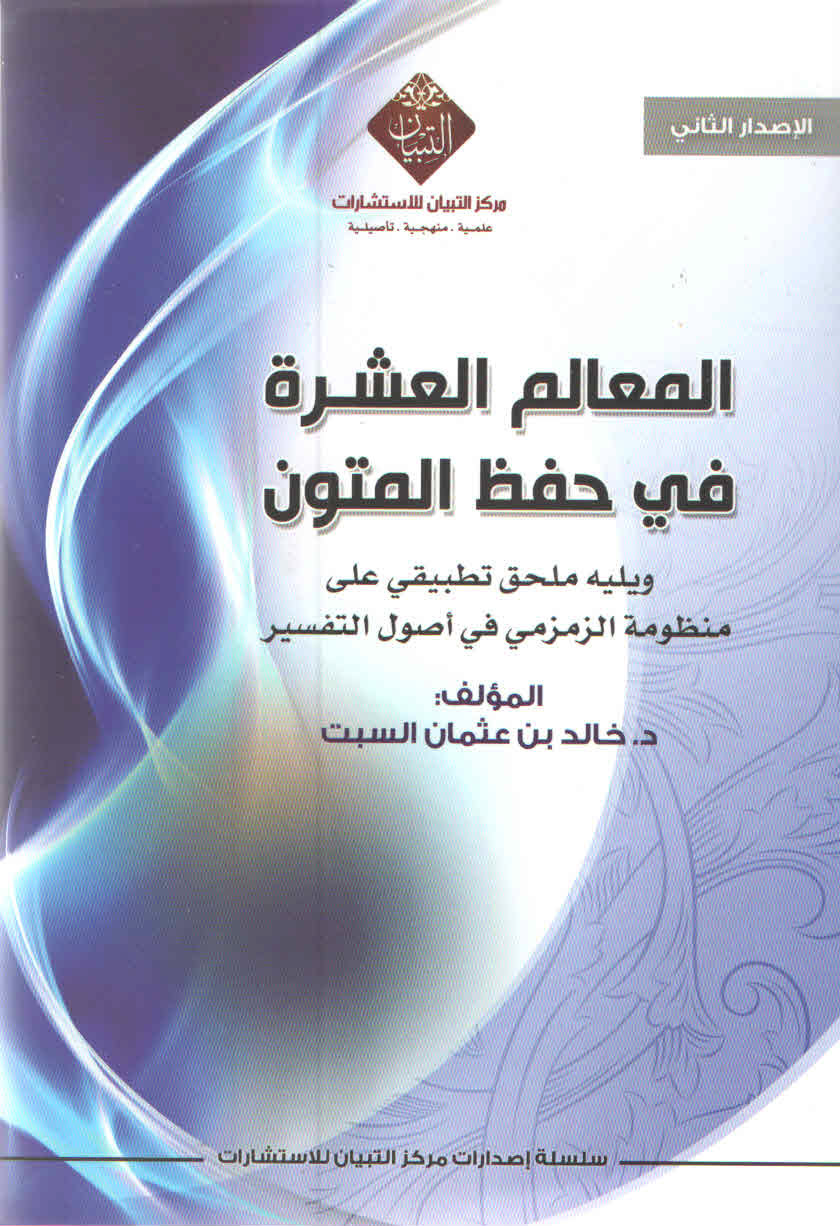 الإصدار الثاني
التبيان
مركز التبيان للاستشارات
علمية . منهجية . تأصيلية
المعالم العشرة
في حفظ المتون
ويليه ملحق تطبيقي على
منظومة الزمزمي في أصول التفسير
المؤلف:
د. خالد بن عثمان السبت
سلسلة إصدارات مركز التبيان للاستشارات